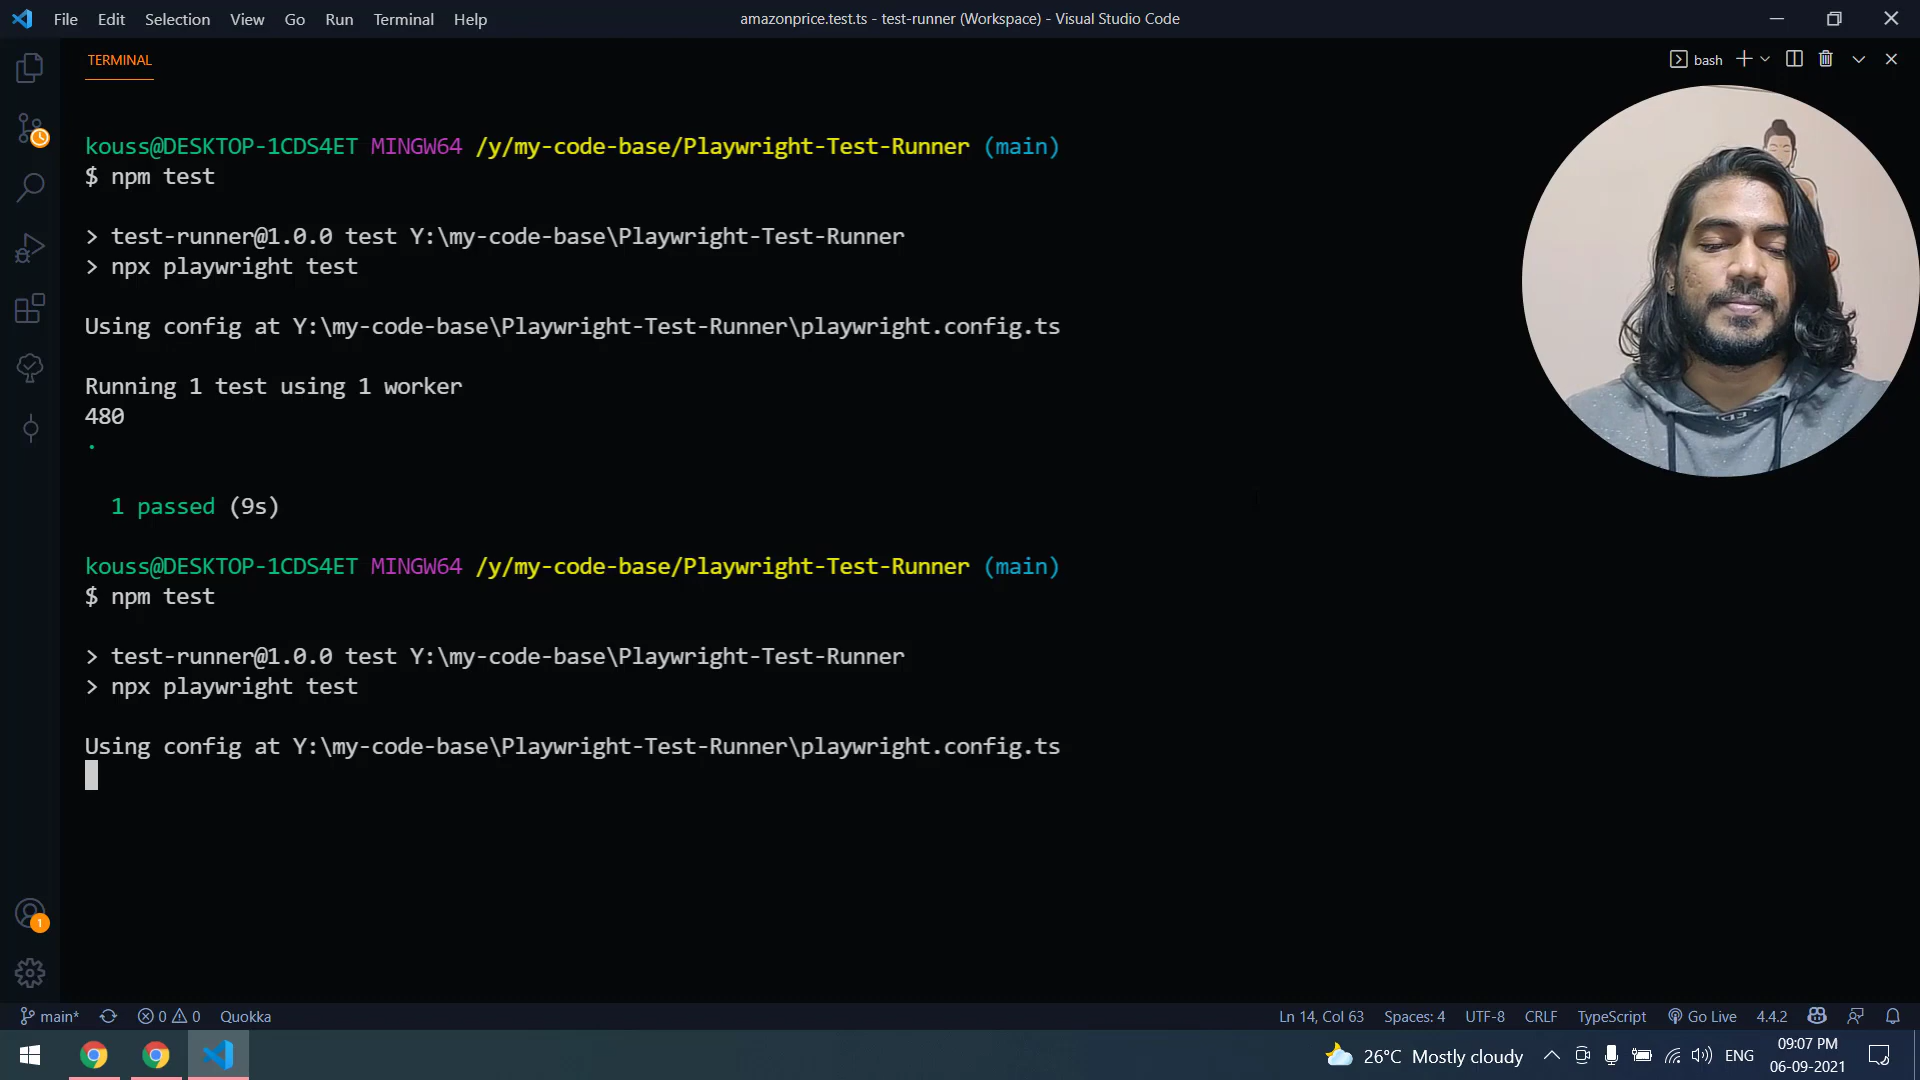 File Edit Selection View Go Run Terminal Help
amazonprice.test.ts - test-runner (Workspace) - Visual Studio Code
TERMINAL
bash
kouss@DESKTOP-1CDS4ET MINGW64 /y/my-code-base/Playwright-Test-Runner (main)
$ npm test
> test-runner@1.0.0 test Y:\my-code-base\Playwright-Test-Runner
> npx playwright test
Using config at Y:\my-code-base\Playwright-Test-Runner\playwright.config.ts
Running 1 test using 1 worker
480
·
1 passed (9s)
kouss@DESKTOP-1CDS4ET MINGW64 /y/my-code-base/Playwright-Test-Runner (main)
$ npm test
> test-runner@1.0.0 test Y:\my-code-base\Playwright-Test-Runner
> npx playwright test
Using config at Y:\my-code-base\Playwright-Test-Runner\playwright.config.ts
1
main* 0 0 Quokka
Ln 14, Col 63 Spaces: 4 UTF-8 CRLF TypeScript Go Live 4.4.2
26°C Mostly cloudy ENG
09:07 PM
06-09-2021